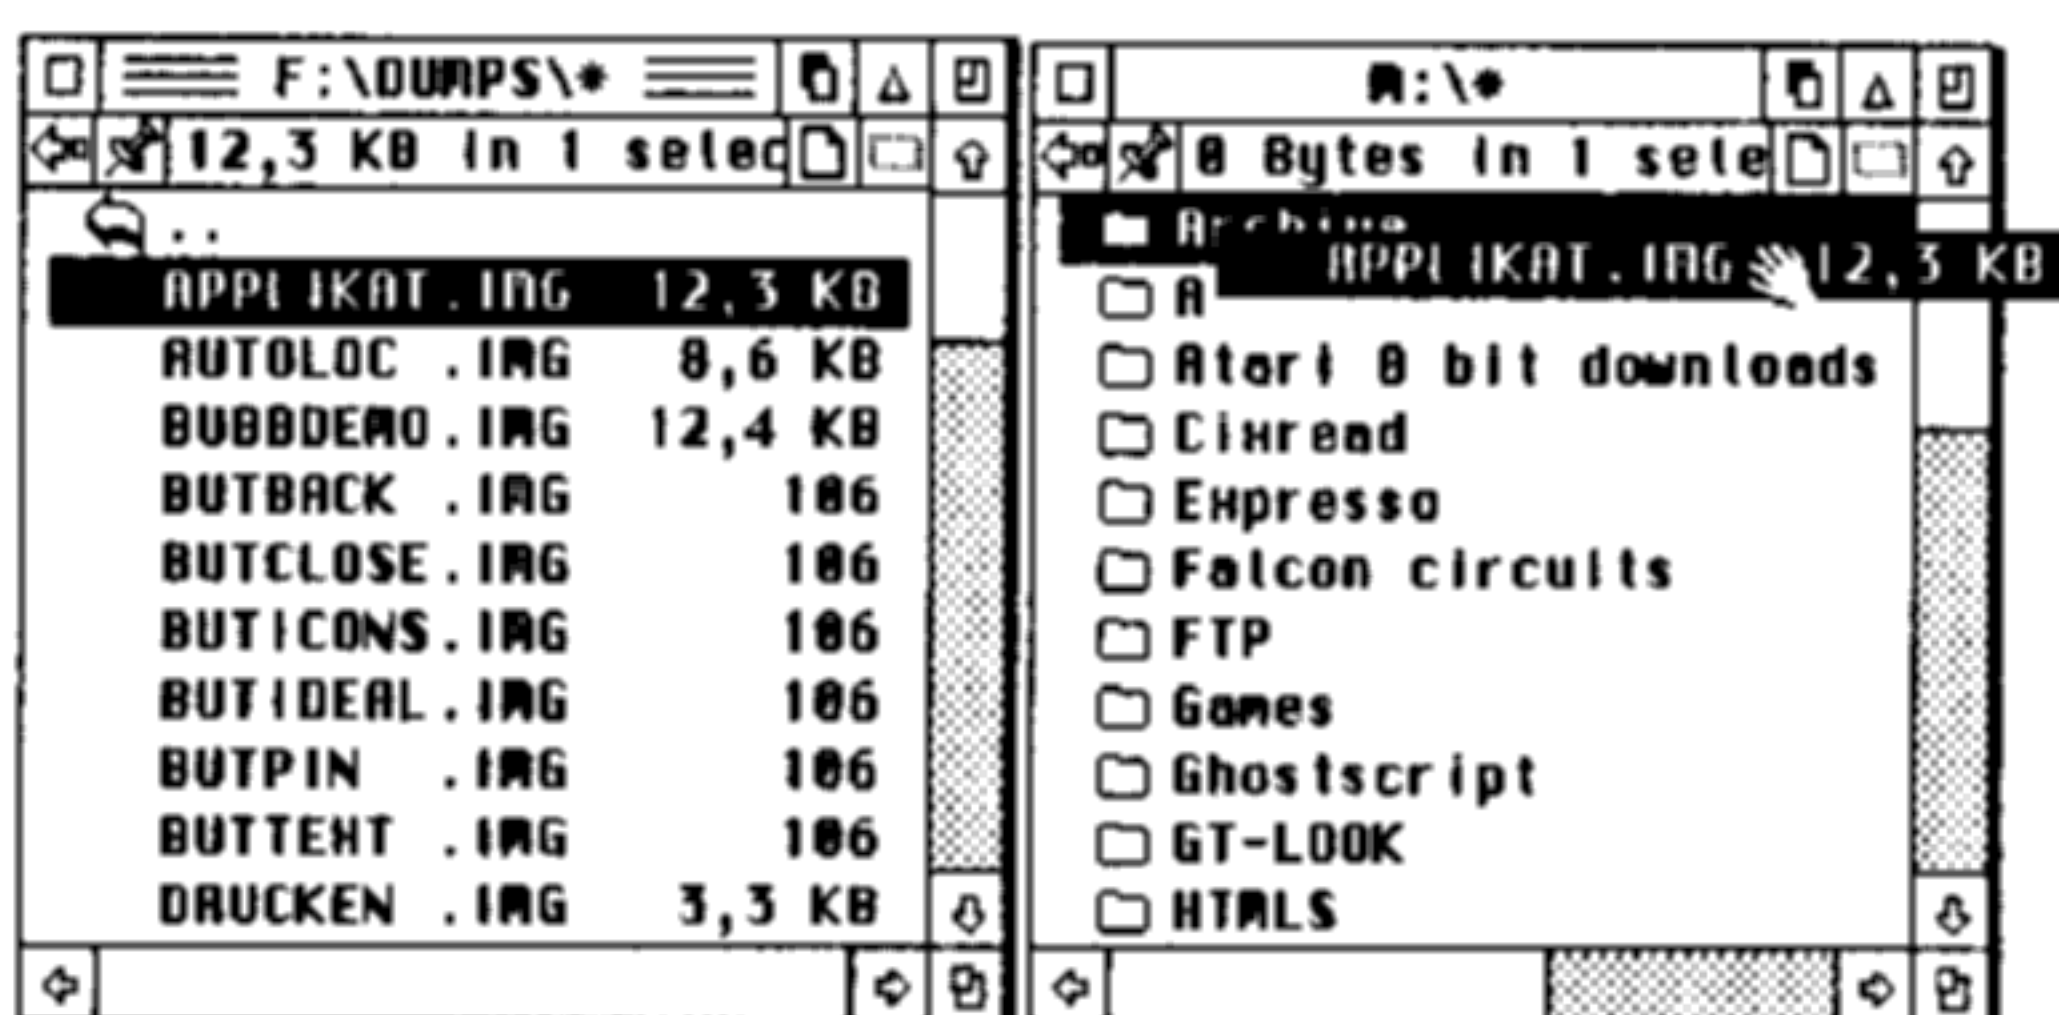 F:\DUMPS\*
12,3 KB in 1 selec
..
APPLIKAT.IMG 12,3 KB
AUTOLOC .IMG 8,6 KB
BUBBDEMO.IMG 12,4 KB
BUTBACK .IMG 106
BUTCLOSE.IMG 106
BUTICONS.IMG 106
BUTIDEAL.IMG 106
BUTPIN .IMG 106
BUTTEXT .IMG 106
DRUCKEN .IMG 3,3 KB
M:\*
0 Bytes in 1 sele
Archive
APPLIKAT.IMG 12,3 KB
A
Atari 8 bit downloads
Cixread
Expresso
Falcon circuits
FTP
Games
Ghostscript
GT-LOOK
HTMLS